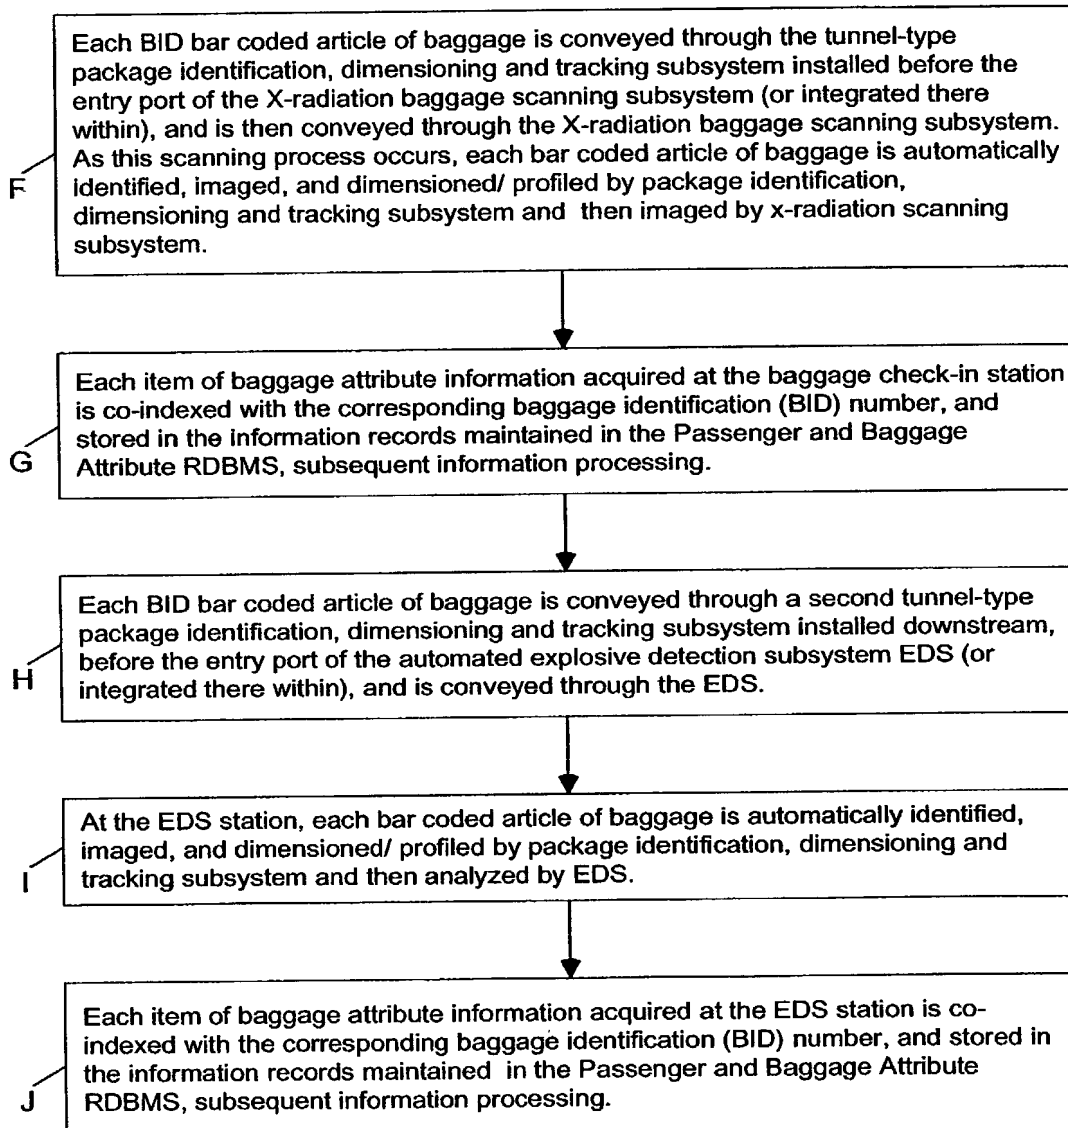 Each BID bar coded article of baggage is conveyed through the tunnel-type
package identification, dimensioning and tracking subsystem installed before the
entry port of the X-radiation baggage scanning subsystem (or integrated there
within), and is then conveyed through the X-radiation baggage scanning subsystem.
As this scanning process occurs, each bar coded article of baggage is automatically
identified, imaged, and dimensioned/ profiled by package identification,
dimensioning and tracking subsystem and then imaged by x-radiation scanning
subsystem.
F
Each item of baggage attribute information acquired at the baggage check-in station
is co-indexed with the corresponding baggage identification (BID) number, and
stored in the information records maintained in the Passenger and Baggage
Attribute RDBMS, subsequent information processing.
G
Each BID bar coded article of baggage is conveyed through a second tunnel-type
package identification, dimensioning and tracking subsystem installed downstream,
before the entry port of the automated explosive detection subsystem EDS (or
integrated there within), and is conveyed through the EDS.
H
At the EDS station, each bar coded article of baggage is automatically identified,
imaged, and dimensioned/ profiled by package identification, dimensioning and
tracking subsystem and then analyzed by EDS.
I
Each item of baggage attribute information acquired at the EDS station is co-
indexed with the corresponding baggage identification (BID) number, and stored in
the information records maintained in the Passenger and Baggage Attribute
RDBMS, subsequent information processing.
J